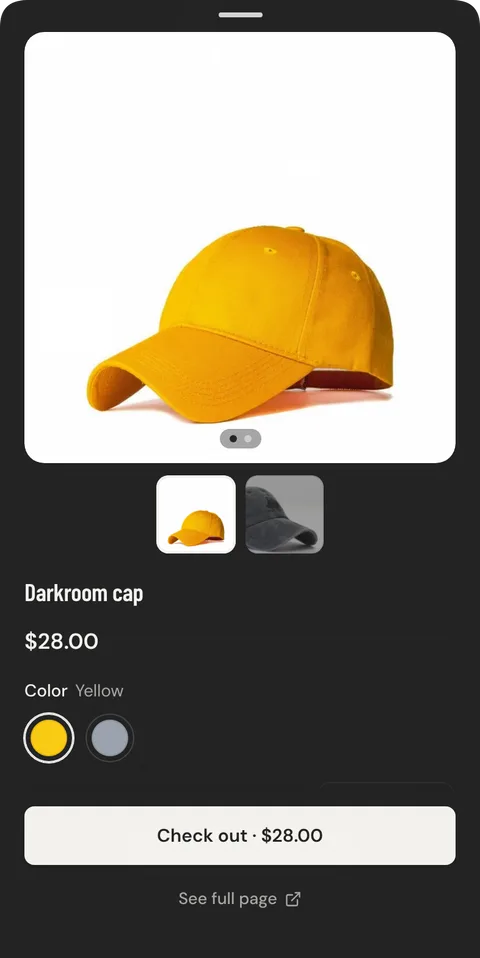 Darkroom cap
$28.00
Color Yellow
Check out · $28.00
See full page